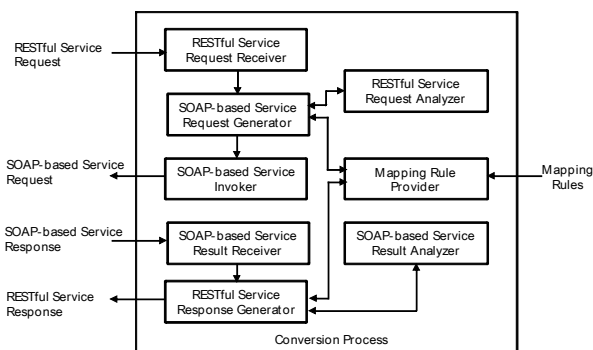 RESTful Service
Request
RESTful Service
Request Receiver
RESTful Service
Request Analyzer
SOAP-based Service
Request Generator
SOAP-based Service
Request
SOAP-based Service
Invoker
Mapping Rule
Provider
Mapping
Rules
SOAP-based Service
Response
SOAP-based Service
Result Receiver
SOAP-based Service
Result Analyzer
RESTful Service
Response
RESTful Service
Response Generator
Conversion Process